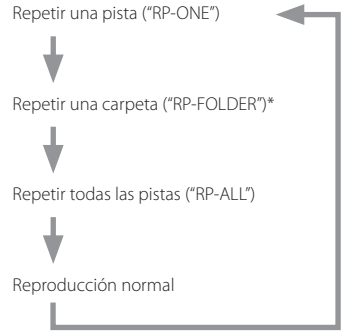 Repetir una pista (“RP-ONE”)
Repetir una carpeta (“RP-FOLDER”)*
Repetir todas las pistas (“RP-ALL”)
Reproducción normal